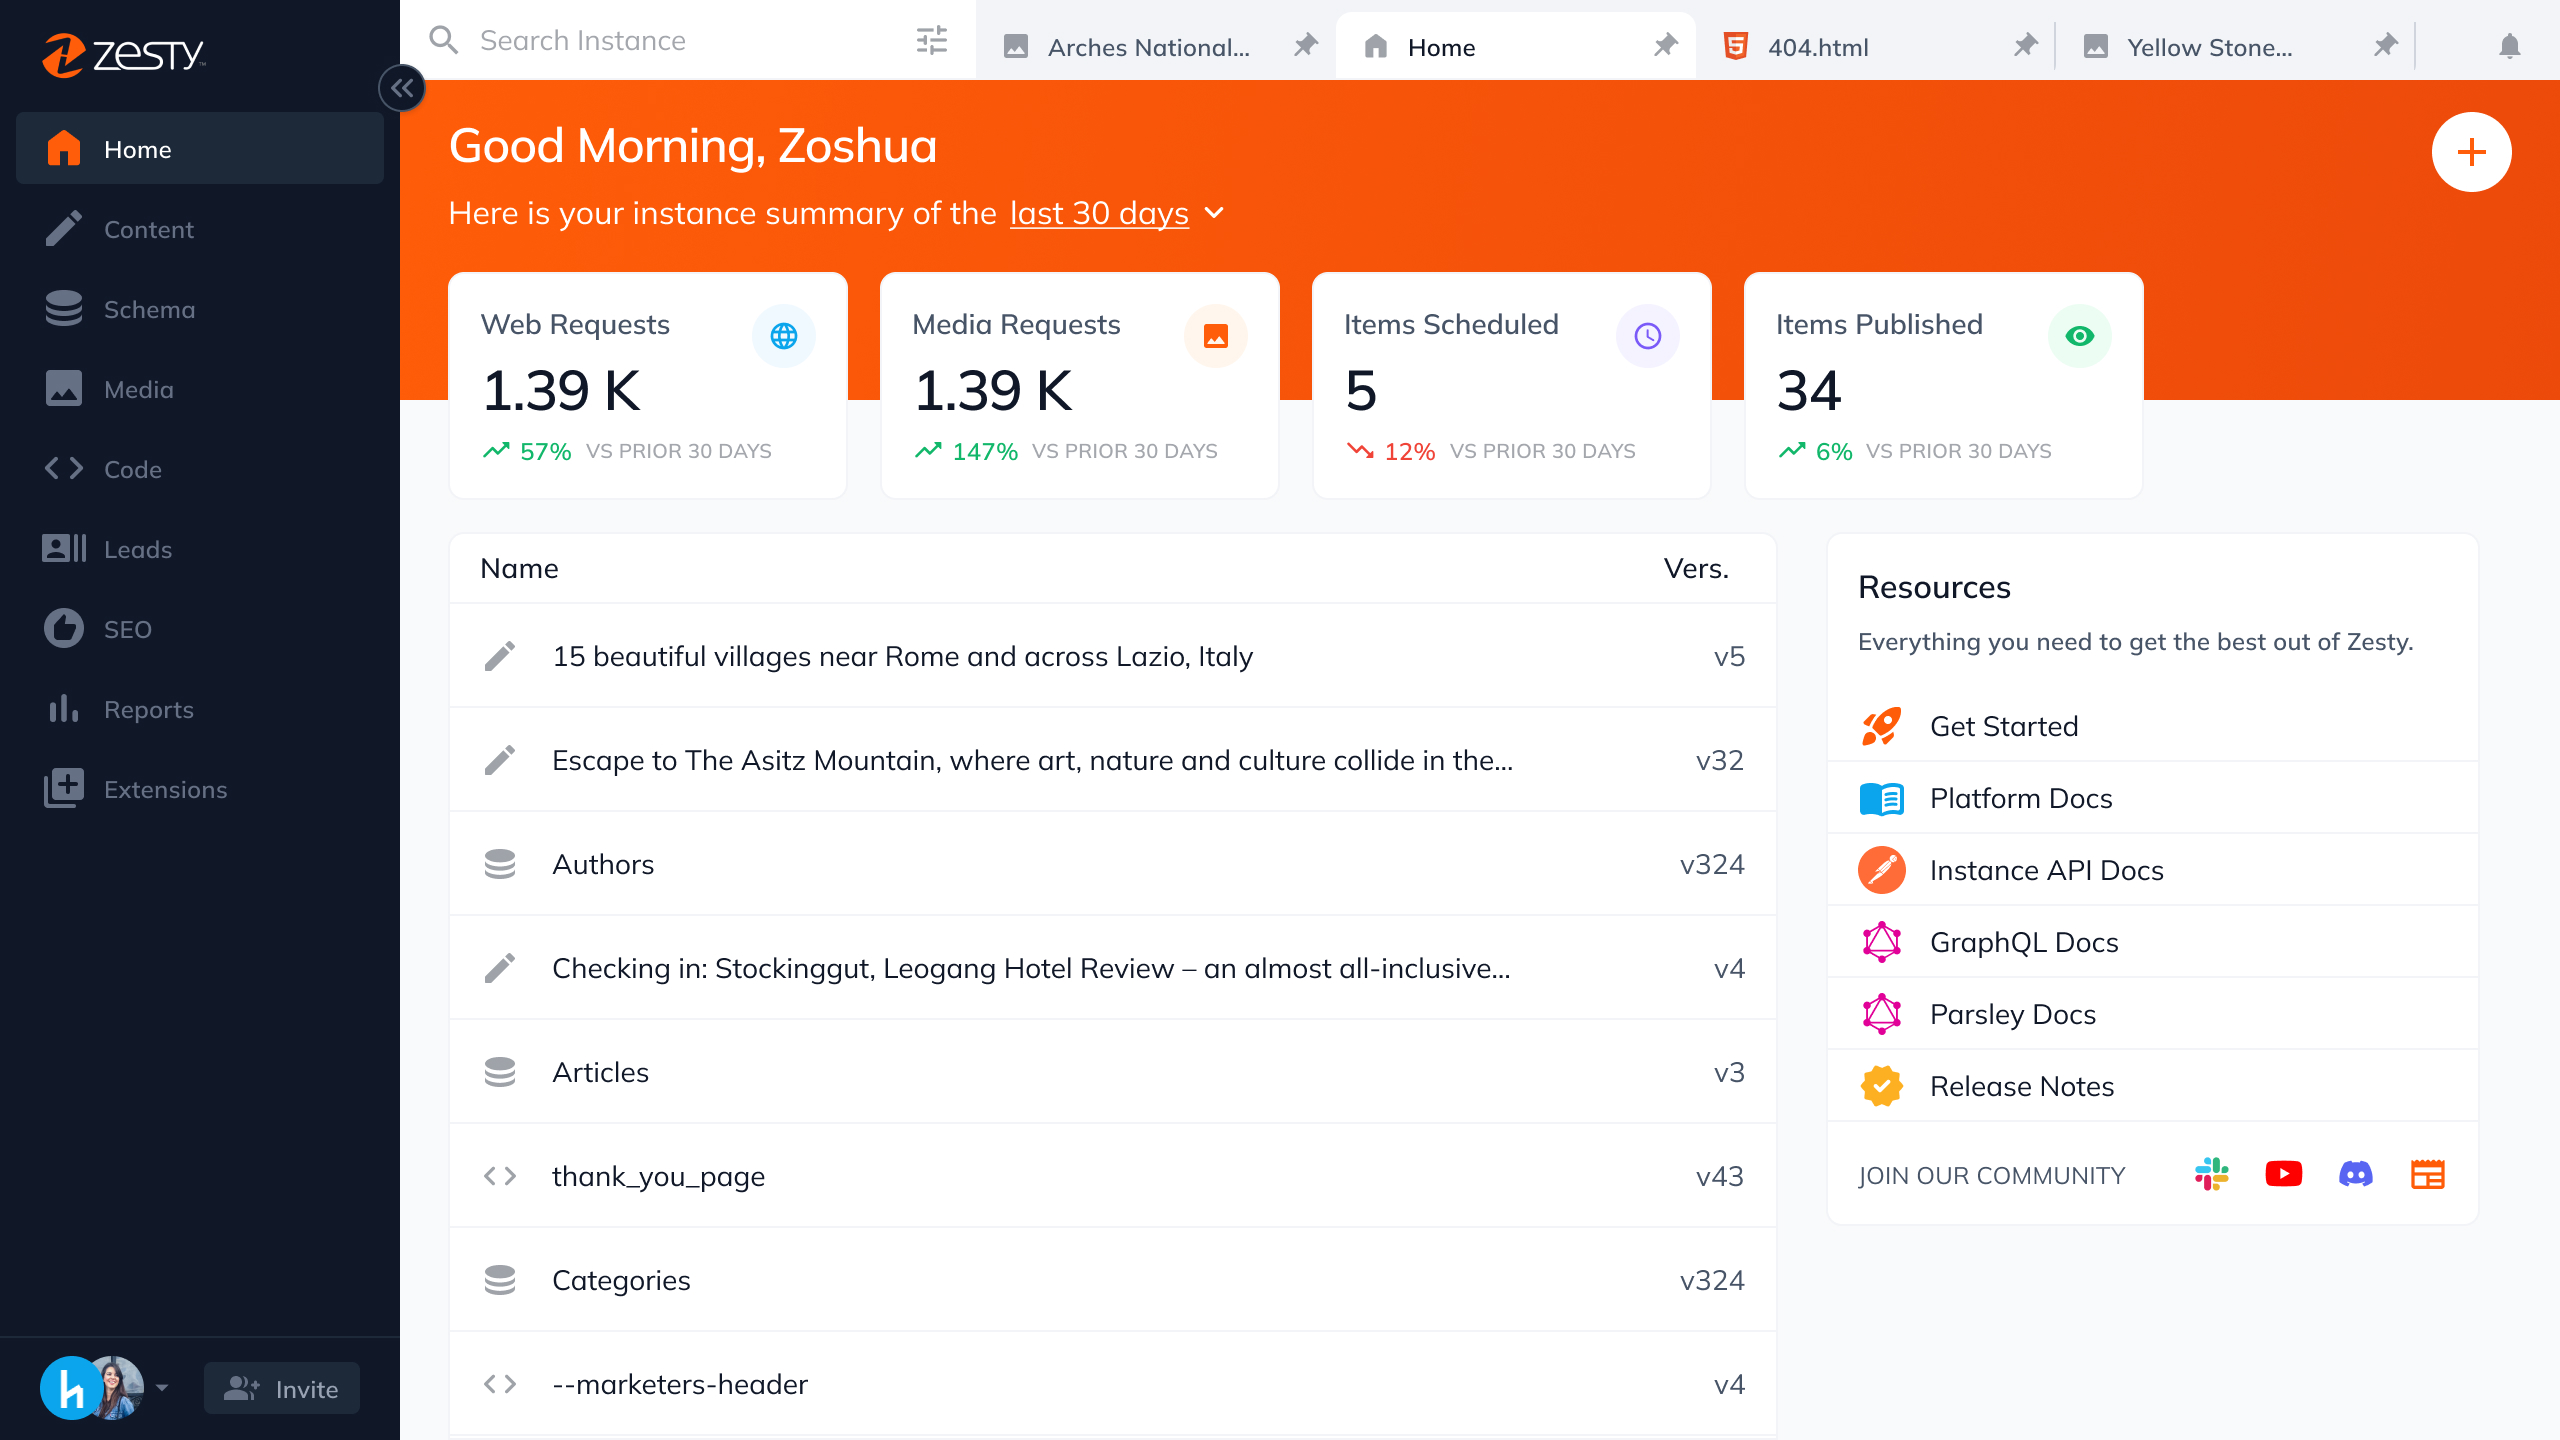 ZESTY
Home
Content
Schema
Media
Code
Leads
SEO
Reports
Extensions
h
Invite
Search Instance
Arches National...
Home
404.html
Yellow Stone...
Good Morning, Zoshua
Here is your instance summary of the last 30 days
Web Requests
1.39 K
57% VS PRIOR 30 DAYS
Media Requests
1.39 K
147% VS PRIOR 30 DAYS
Items Scheduled
5
12% VS PRIOR 30 DAYS
Items Published
34
6% VS PRIOR 30 DAYS
Name Vers.
15 beautiful villages near Rome and across Lazio, Italy v5
Escape to The Asitz Mountain, where art, nature and culture collide in the... v32
Authors v324
Checking in: Stockinggut, Leogang Hotel Review – an almost all-inclusive... v4
Articles v3
thank_you_page v43
Categories v324
--marketers-header v4
Resources
Everything you need to get the best out of Zesty.
Get Started
Platform Docs
Instance API Docs
GraphQL Docs
Parsley Docs
Release Notes
JOIN OUR COMMUNITY